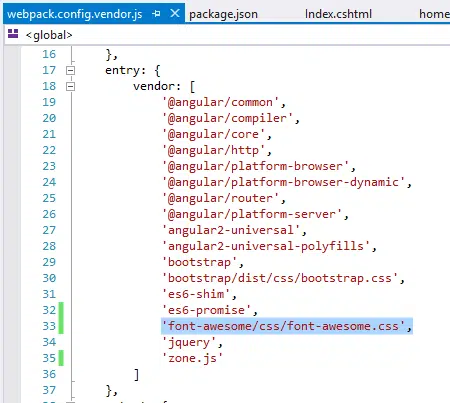 webpack.config.vendor.js package.json Index.cshtml home
<global>
16 },
17 entry: {
18 vendor: [
19 '@angular/common',
20 '@angular/compiler',
21 '@angular/core',
22 '@angular/http',
23 '@angular/platform-browser',
24 '@angular/platform-browser-dynamic',
25 '@angular/router',
26 '@angular/platform-server',
27 'angular2-universal',
28 'angular2-universal-polyfills',
29 'bootstrap',
30 'bootstrap/dist/css/bootstrap.css',
31 'es6-shim',
32 'es6-promise',
33 'font-awesome/css/font-awesome.css',
34 'jquery',
35 'zone.js'
36 ]
37 },